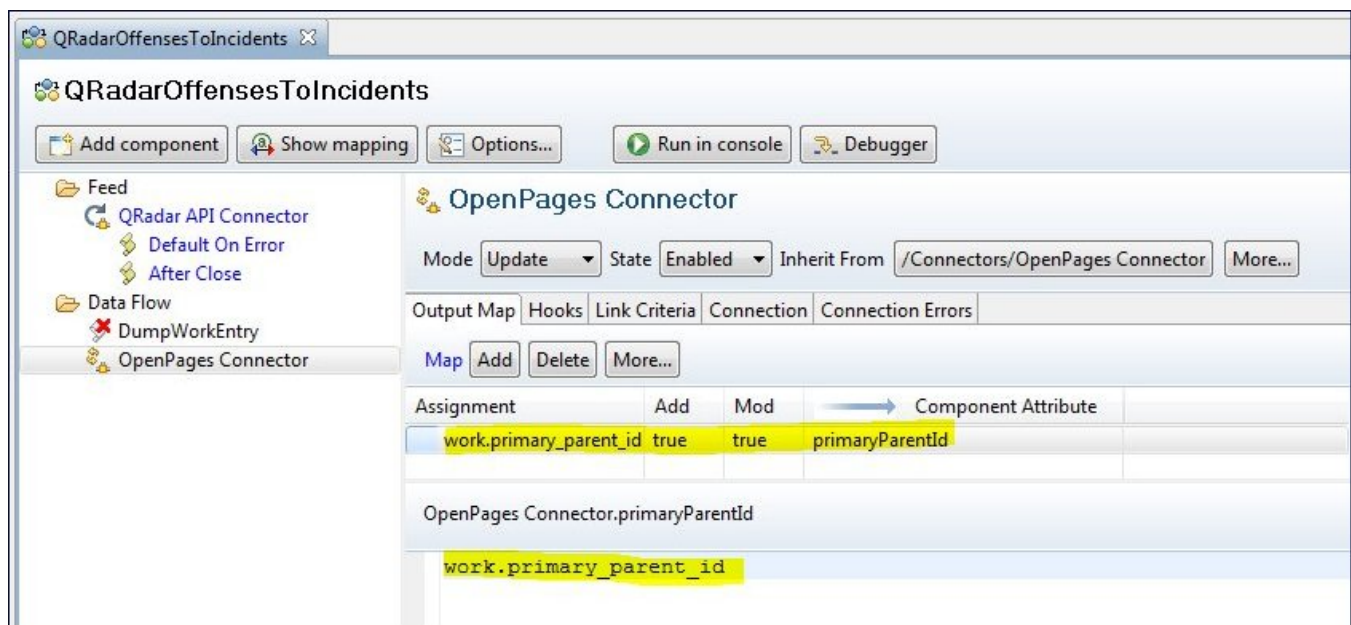 QRadarOffensesToIncidents
QRadarOffensesToIncidents
Add component Show mapping Options... Run in console Debugger
Feed
QRadar API Connector
Default On Error
After Close
Data Flow
DumpWorkEntry
OpenPages Connector
OpenPages Connector
Mode Update State Enabled Inherit From /Connectors/OpenPages Connector More...
Output Map Hooks Link Criteria Connection Connection Errors
Map Add Delete More...
Assignment Add Mod Component Attribute
work.primary_parent_id true true primaryParentId
OpenPages Connector.primaryParentId
work.primary_parent_id